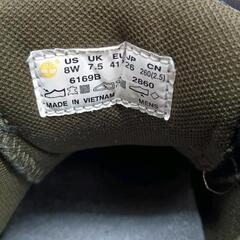 US UK EU JP CN
8W 7.5 41 26 260(2.5)
6169B 2860
MADE IN VIETNAM MENS